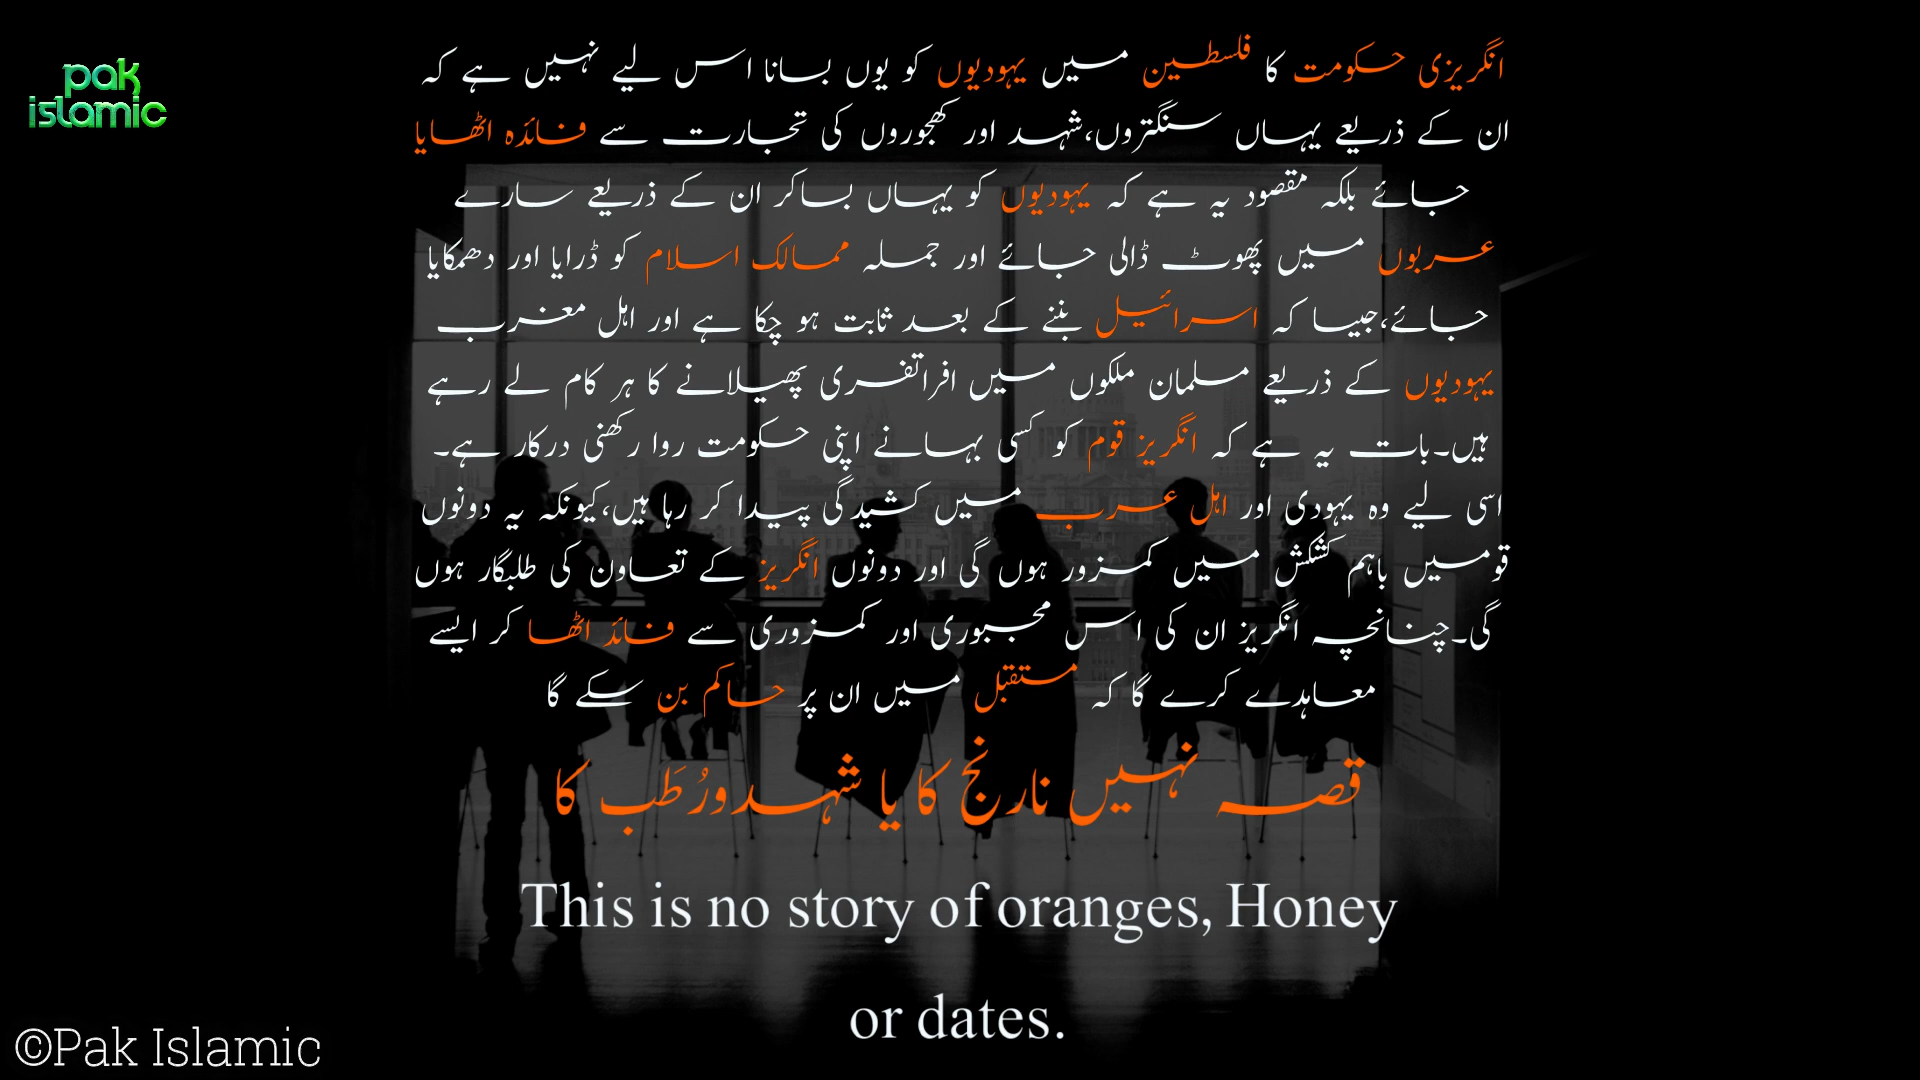 pak
islamic
انگریزی حکومت کا فلسطین میں یہودیوں کو یوں بسانا اس لیے نہیں ہے کہ
ان کے ذریعے یہاں سنگتروں،شہد اور کھجوروں کی تجارت سے فائدہ اٹھایا
جائے بلکہ مقصود یہ ہے کہ یہودیوں کو یہاں بساکر ان کے ذریعے سارے
عربوں میں پھوٹ ڈالی جائے اور جملہ ممالک اسلام کو ڈرایا اور دھمکایا
جائے،جیسا کہ اسرائیل بننے کے بعد ثابت ہو چکا ہے اور اہل مغرب
یہودیوں کے ذریعے مسلمان ملکوں میں افراتفری پھیلانے کا ہر کام لے رہے
ہیں۔بات یہ ہے کہ انگریز قوم کو کسی بہانے اپنی حکومت روا رکھنی درکار ہے۔
اسی لیے وہ یہودی اور اہل عرب میں کشیدگی پیدا کر رہا ہیں،کیونکہ یہ دونوں
قومیں باہم کشمکش میں کمزور ہوں گی اور دونوں انگریز کے تعاون کی طلبگار ہوں
گی۔چنانچہ انگریز ان کی اس مجبوری اور کمزوری سے فائد اٹھا کر ایسے
معاہدے کرے گا کہ مستقبل میں ان پر حاکم بن سکے گا
قصہ نہیں نارنج کا یا شہدورُطَب کا
This is no story of oranges, Honey
or dates.
©Pak Islamic